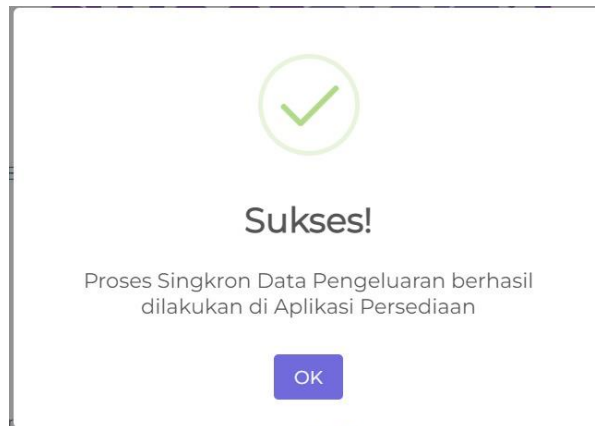 Sukses!
Proses Singkron Data Pengeluaran berhasil
dilakukan di Aplikasi Persediaan
OK